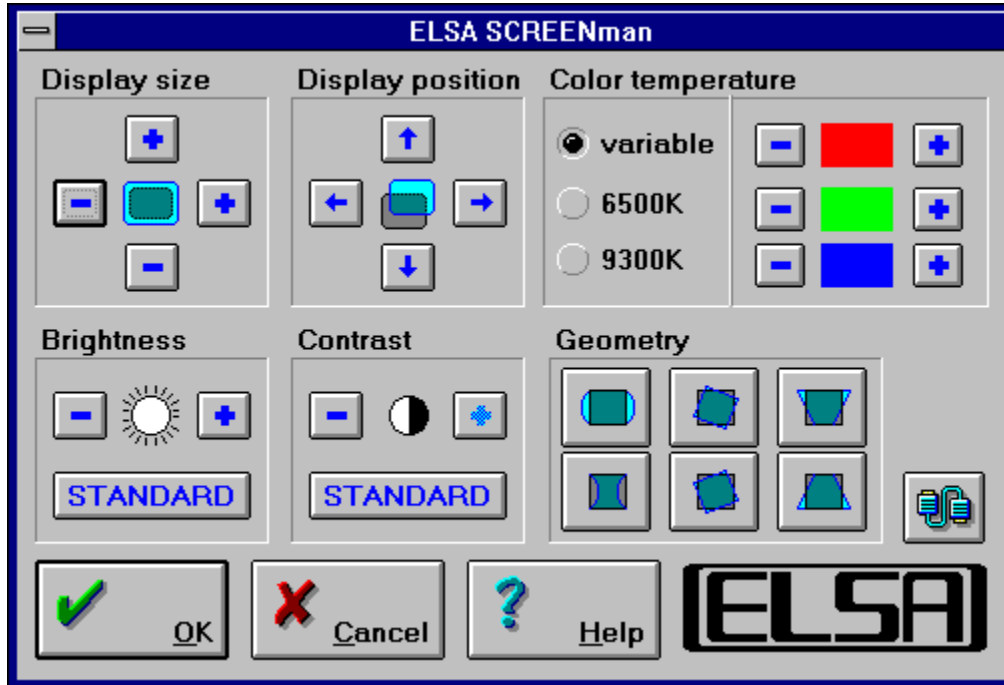 ELSA SCREENman
Display size
Display position
Color temperature
variable
6500K
9300K
Brightness
Contrast
Geometry
STANDARD
STANDARD
OK
Cancel
Help
ELSA